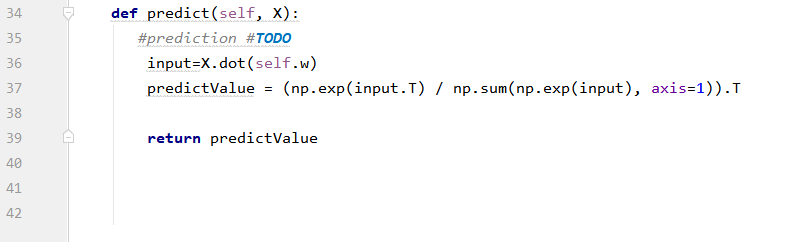 34 def predict(self, X):
35 #prediction #TODO
36 input=X.dot(self.w)
37 predictValue = (np.exp(input.T) / np.sum(np.exp(input), axis=1)).T
38
39 return predictValue
40
41
42